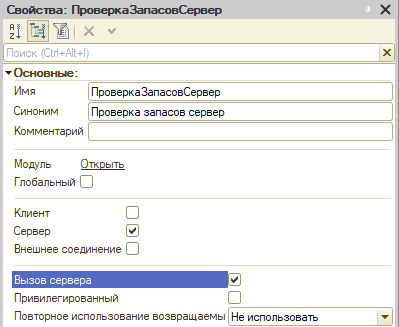 Свойства: ПроверкаЗапасовСервер
Поиск (Ctrl+Alt+I)
Основные:
Имя ПроверкаЗапасовСервер
Синоним Проверка запасов сервер
Комментарий
Модуль Открыть
Глобальный
Клиент
Сервер
Внешнее соединение
Вызов сервера
Привилегированный
Повторное использование возвращаемы Не использовать